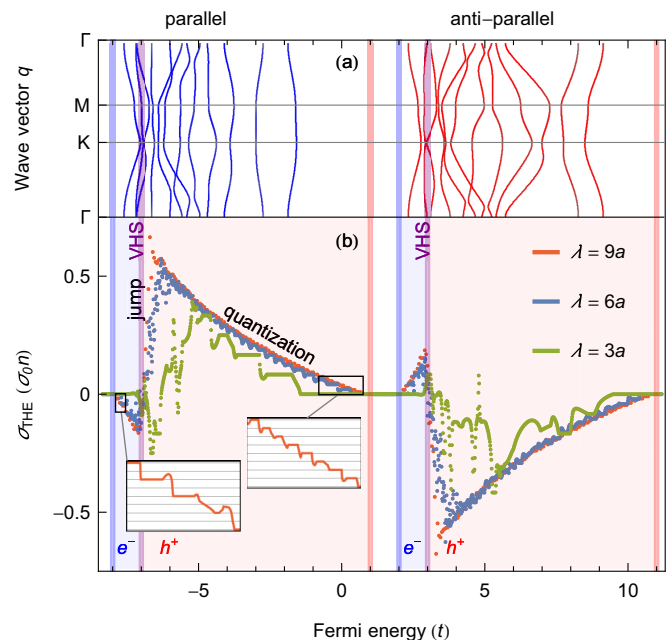 parallel
anti-parallel
Wave vector q
Γ
M
K
Γ
(a)
(b)
VHS
VHS
jump
quantization
λ = 9a
λ = 6a
λ = 3a
σTHE (σ0n)
0.5
0
-0.5
e⁻
h⁺
e⁻
h⁺
-5
0
5
10
Fermi energy (t)